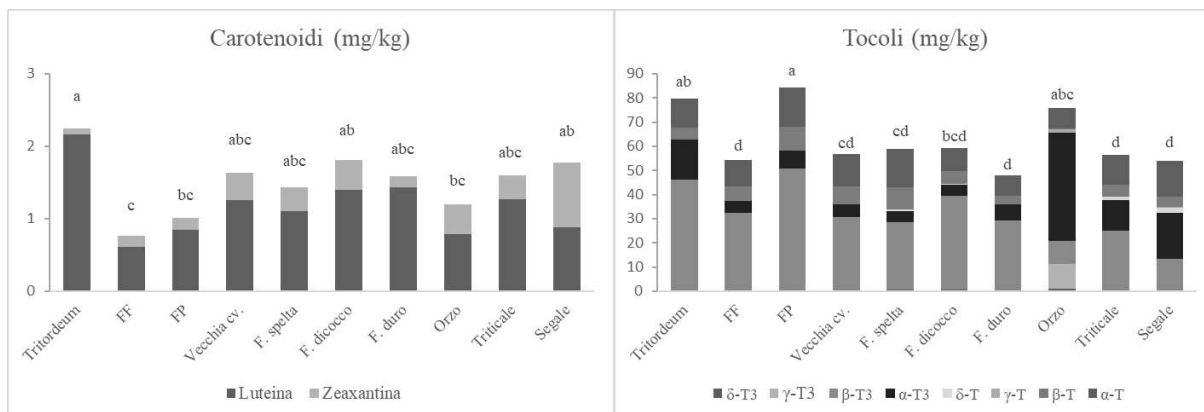 Carotenoidi (mg/kg)
3
2
1
0
a
c
bc
abc
abc
ab
abc
bc
abc
ab
Tritordeum
FF
FP
Vecchia cv.
F. spelta
F. dicocco
F. duro
Orzo
Triticale
Segale
Luteina
Zeaxantina
Tocoli (mg/kg)
90
80
70
60
50
40
30
20
10
0
ab
d
a
cd
cd
bcd
d
abc
d
d
Tritordeum
FF
FP
Vecchia cv.
F. spelta
F. dicocco
F. duro
Orzo
Triticale
Segale
δ-T3
γ-T3
β-T3
α-T3
δ-T
γ-T
β-T
α-T